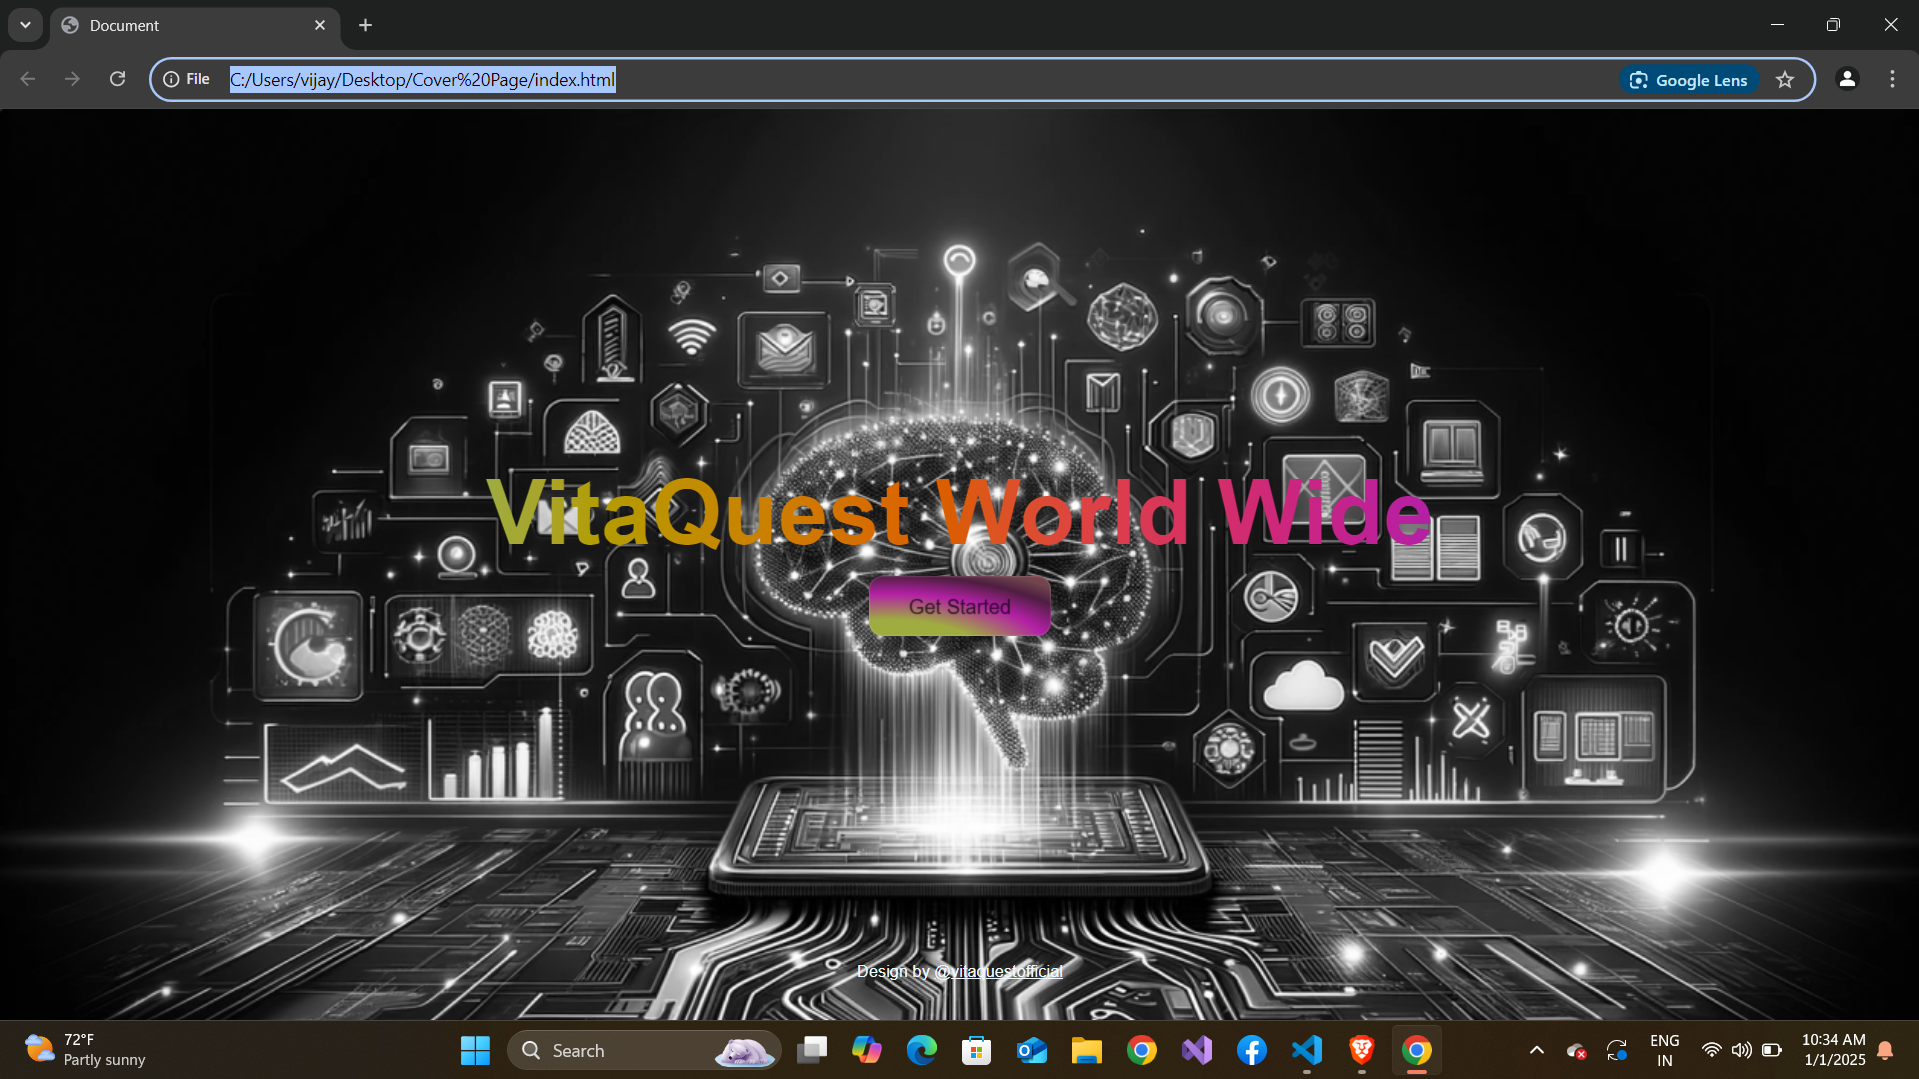 Document
File
C:/Users/vijay/Desktop/Cover%20Page/index.html
Google Lens
VitaQuest World Wide
Get Started
Design by @vitaquestofficial
72°F
Partly sunny
Search
ENG
IN
10:34 AM
1/1/2025